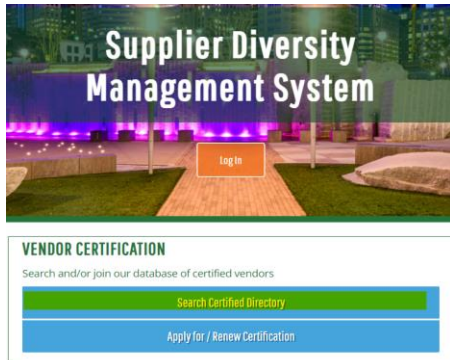 Supplier Diversity
Management System
Log In
VENDOR CERTIFICATION
Search and/or join our database of certified vendors
Search Certified Directory
Apply for / Renew Certification